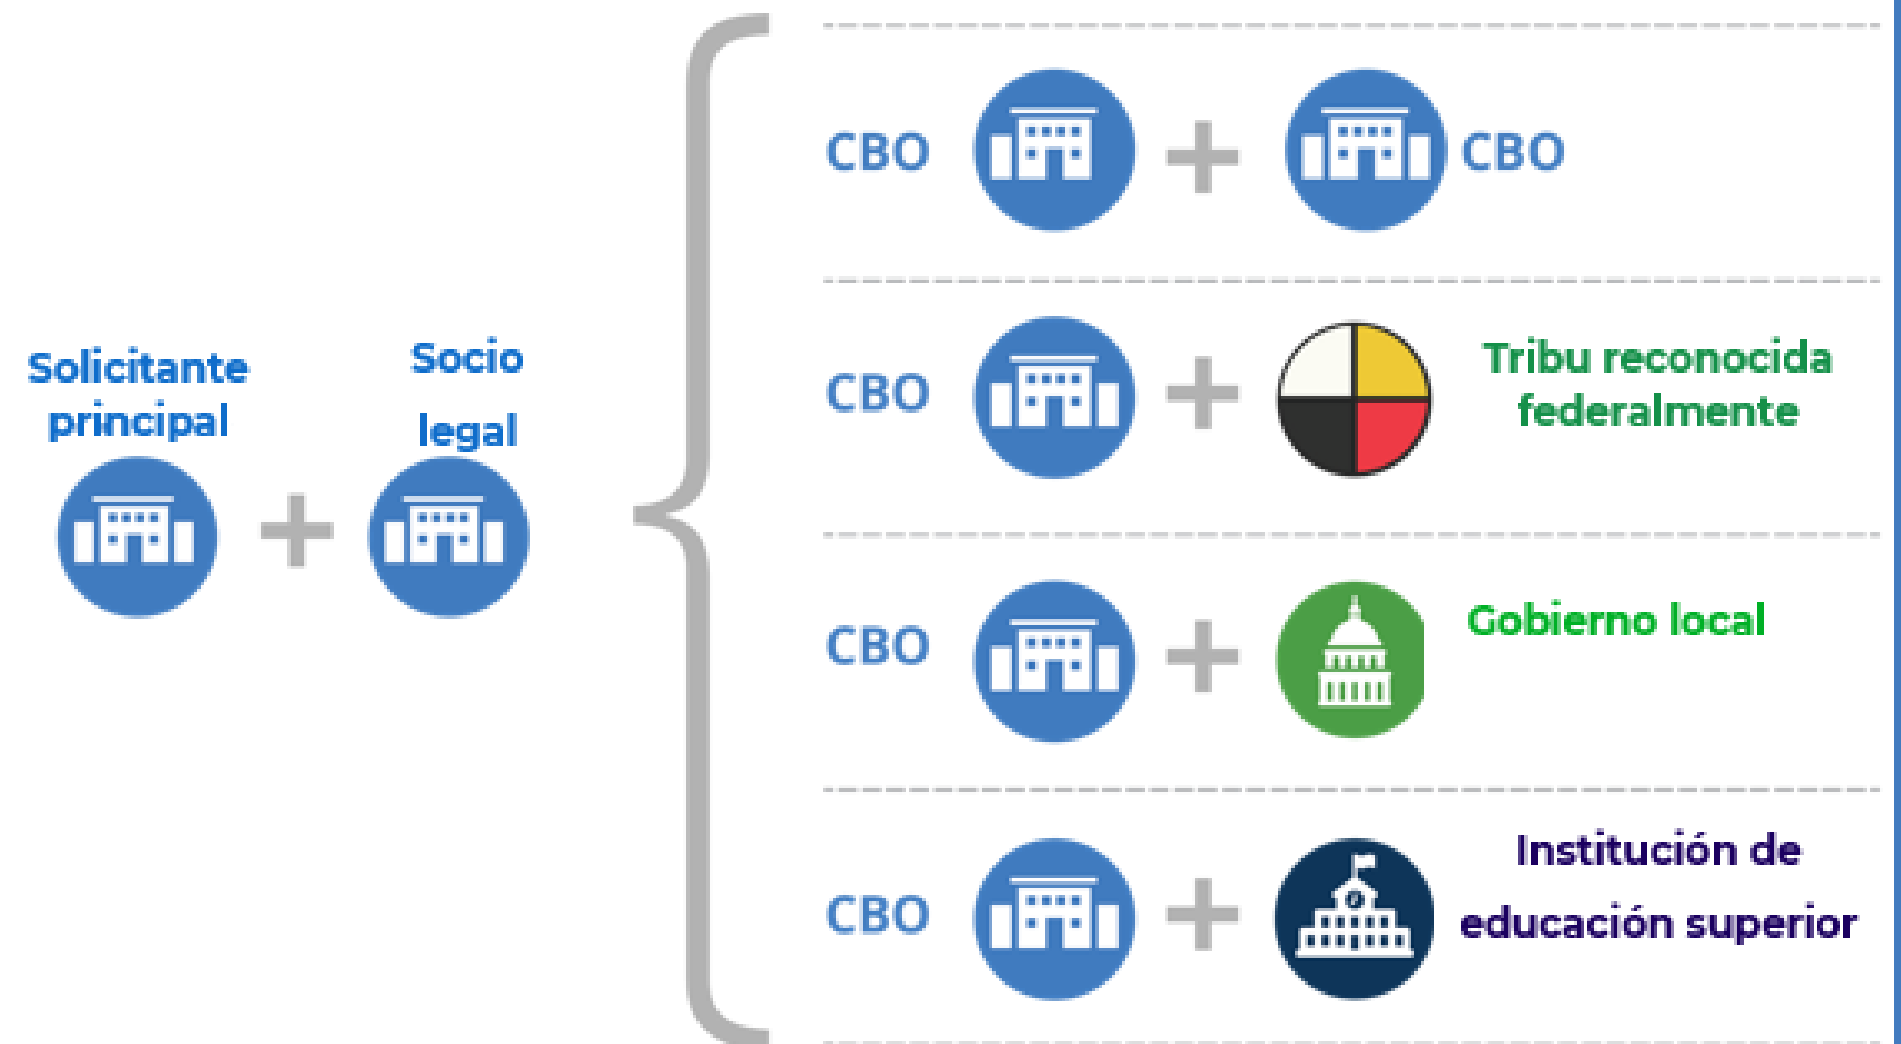 Solicitante
principal
Socio
legal
CBO
CBO
CBO
Tribu reconocida
federalmente
CBO
Gobierno local
CBO
Institución de
educación superior